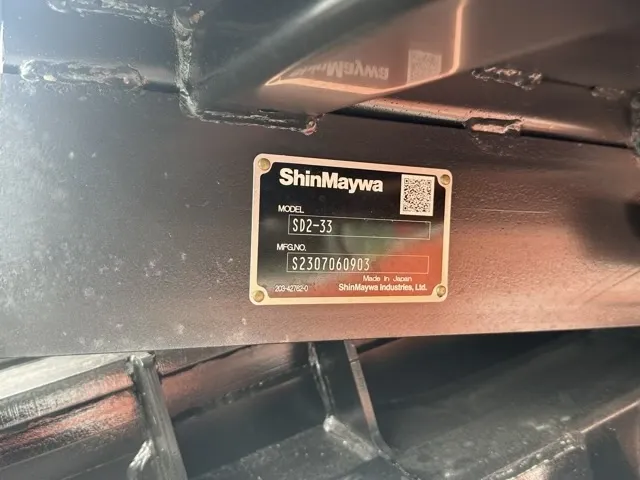 ShinMaywa
MODEL
SD2-33
MFG.NO.
S2307060903
Made in Japan
203-42762-0
ShinMaywa Industries, Ltd.